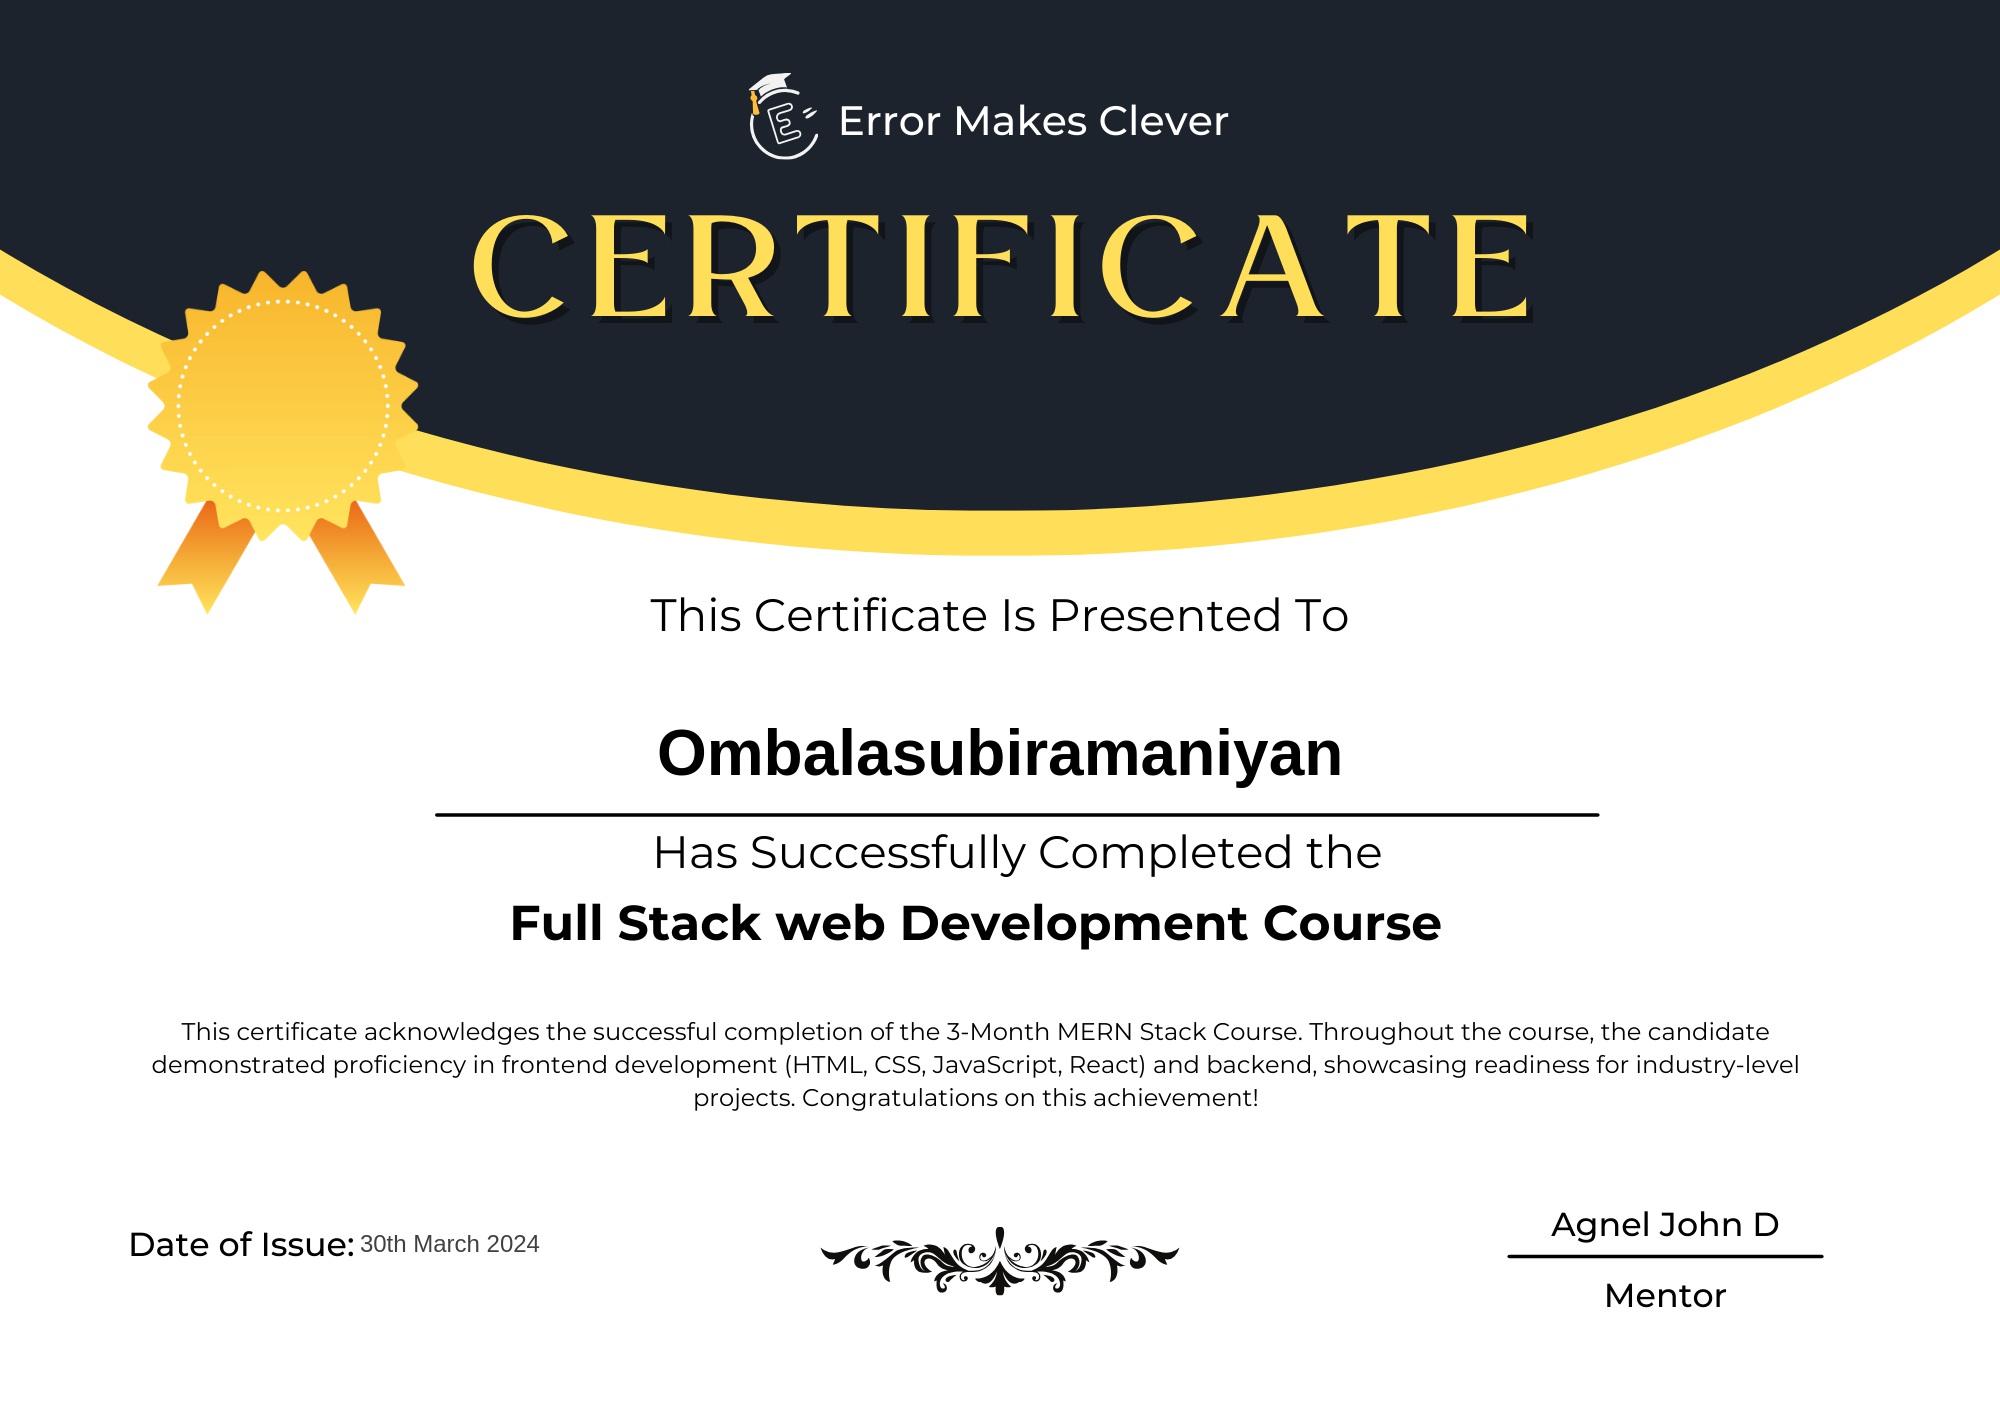 Error Makes Clever
CERTIFICATE
This Certificate Is Presented To
Ombalasubiramaniyan
Has Successfully Completed the
Full Stack web Development Course
This certificate acknowledges the successful completion of the 3-Month MERN Stack Course. Throughout the course, the candidate
demonstrated proficiency in frontend development (HTML, CSS, JavaScript, React) and backend, showcasing readiness for industry-level
projects. Congratulations on this achievement!
Date of Issue: 30th March 2024
Agnel John D
Mentor